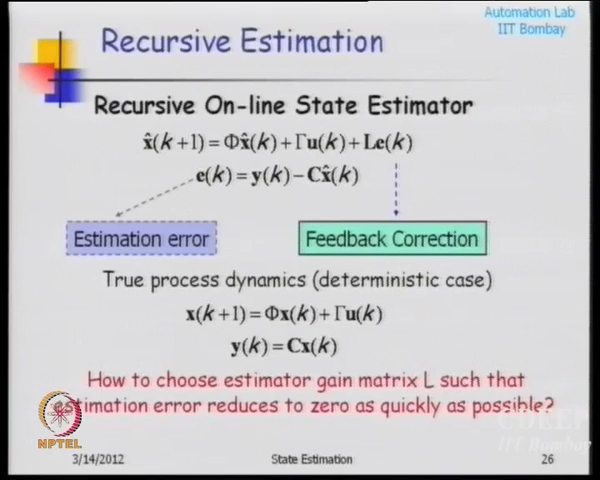 Automation Lab
IIT Bombay
Recursive Estimation
Recursive On-line State Estimator
x̂(k+1) = Φx̂(k) + Γu(k) + Le(k)
e(k) = y(k) − Cx̂(k)
Estimation error
Feedback Correction
True process dynamics (deterministic case)
x(k+1) = Φx(k) + Γu(k)
y(k) = Cx(k)
How to choose estimator gain matrix L such that
estimation error reduces to zero as quickly as possible?
NPTEL
CDEEP
IIT Bombay
3/14/2012
State Estimation
26